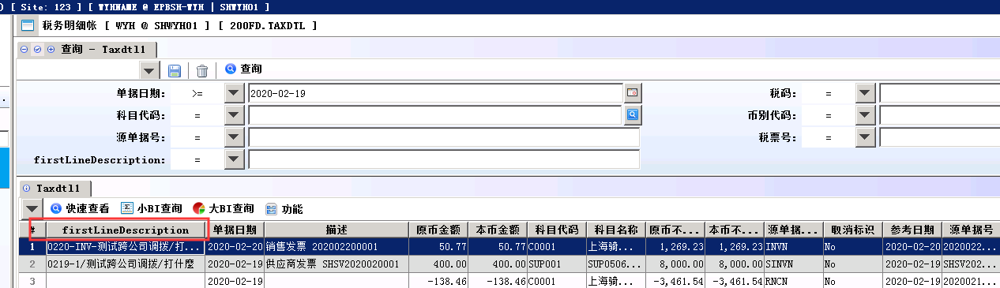 ) [ Site: 123 ] [ WYHNAME @ EPBSH-WYH | SHWYH01 ]
税务明细帐 [ WYH @ SHWYH01 ] [ 200FD.TAXDTL ]
查询 - Taxdtl1
查询
单据日期: >= 2020-02-19 税码: =
科目代码: = 币别代码: =
源单据号: = 税票号: =
firstLineDescription: =
Taxdtl1
快速查看 小BI查询 大BI查询 功能
# firstLineDescription 单据日期 描述 原币金额 本币金额 科目代码 科目名称 原币不... 本币不... 源单据... 取消标识 参考日期 源单据号
1 0220-INV-测试跨公司调拨/打... 2020-02-20 销售发票 202002200001 50.77 50.77 C0001 上海骑... 1,269.23 1,269.23 INVN No 2020-02-20 2020022...
2 0219-1/测试跨公司调拨/打什麼 2020-02-19 供应商发票 SHSV2020020001 400.00 400.00 SUP001 SUP0506... 8,000.00 8,000.00 SINVN No 2020-02-19 SHSV202...
3 2020-02-19 -138.46 -138.46 C0001 上海骑... -3,461.54 -3,461.54 RNCN No 2020-02-19 2020021...